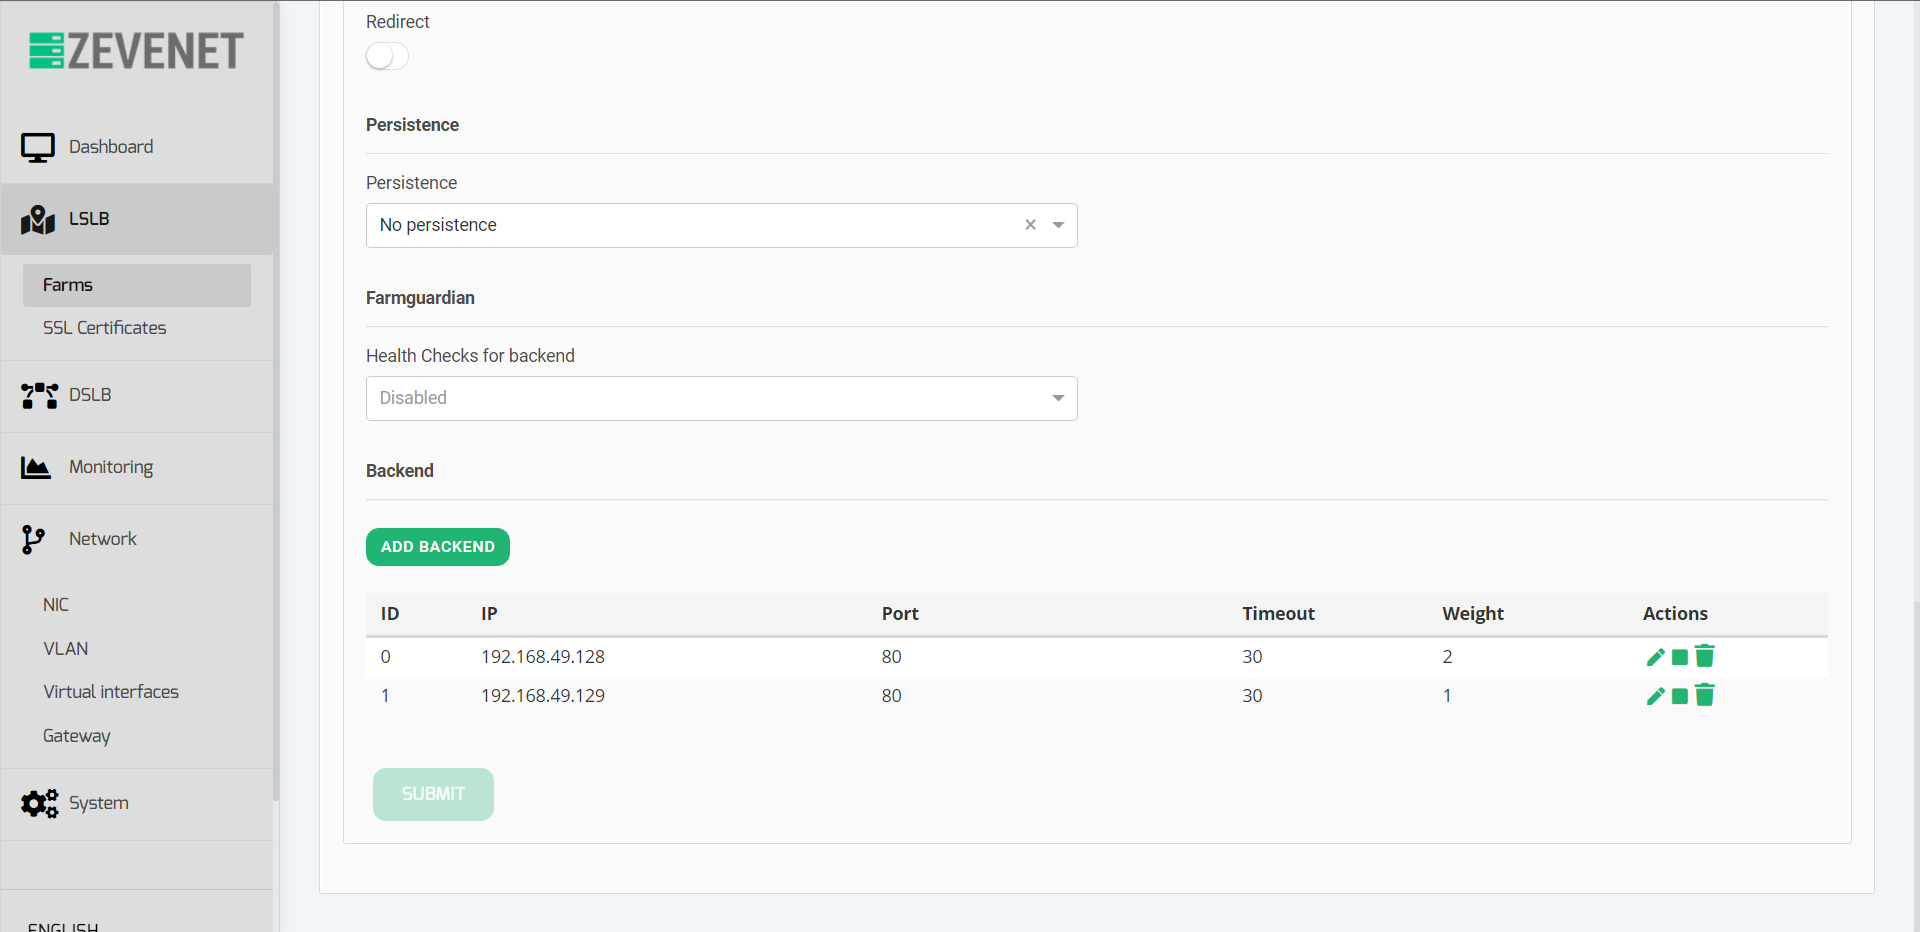 ZEVENET
Dashboard
LSLB
Farms
SSL Certificates
DSLB
Monitoring
Network
NIC
VLAN
Virtual interfaces
Gateway
System
ENGLISH
Redirect
Persistence
Persistence
No persistence
Farmguardian
Health Checks for backend
Disabled
Backend
ADD BACKEND
ID IP Port Timeout Weight Actions
0 192.168.49.128 80 30 2
1 192.168.49.129 80 30 1
SUBMIT